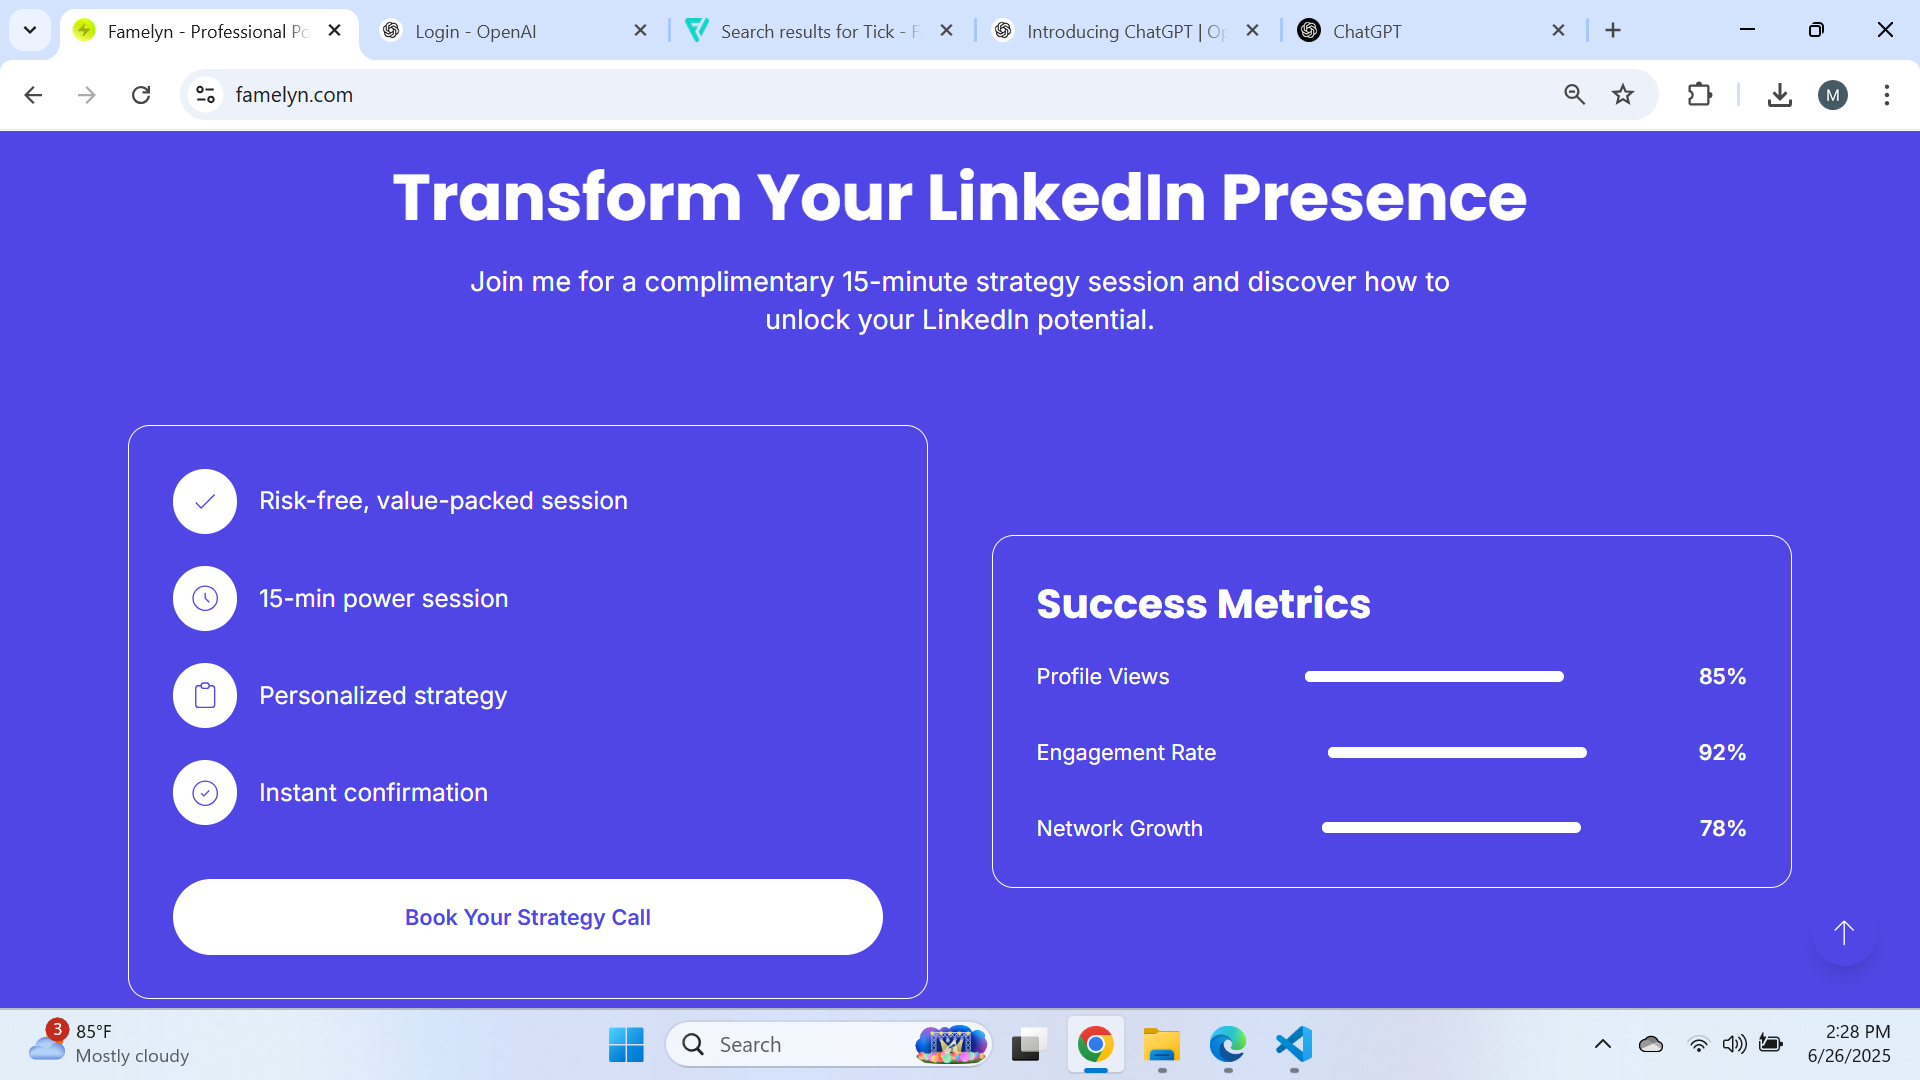 Famelyn - Professional Po
Login - OpenAI
Search results for Tick - F
Introducing ChatGPT | Op
ChatGPT
famelyn.com
M
Transform Your LinkedIn Presence
Join me for a complimentary 15-minute strategy session and discover how to
unlock your LinkedIn potential.
Risk-free, value-packed session
15-min power session
Personalized strategy
Instant confirmation
Book Your Strategy Call
Success Metrics
Profile Views 85%
Engagement Rate 92%
Network Growth 78%
3
85°F
Mostly cloudy
Search
2:28 PM
6/26/2025